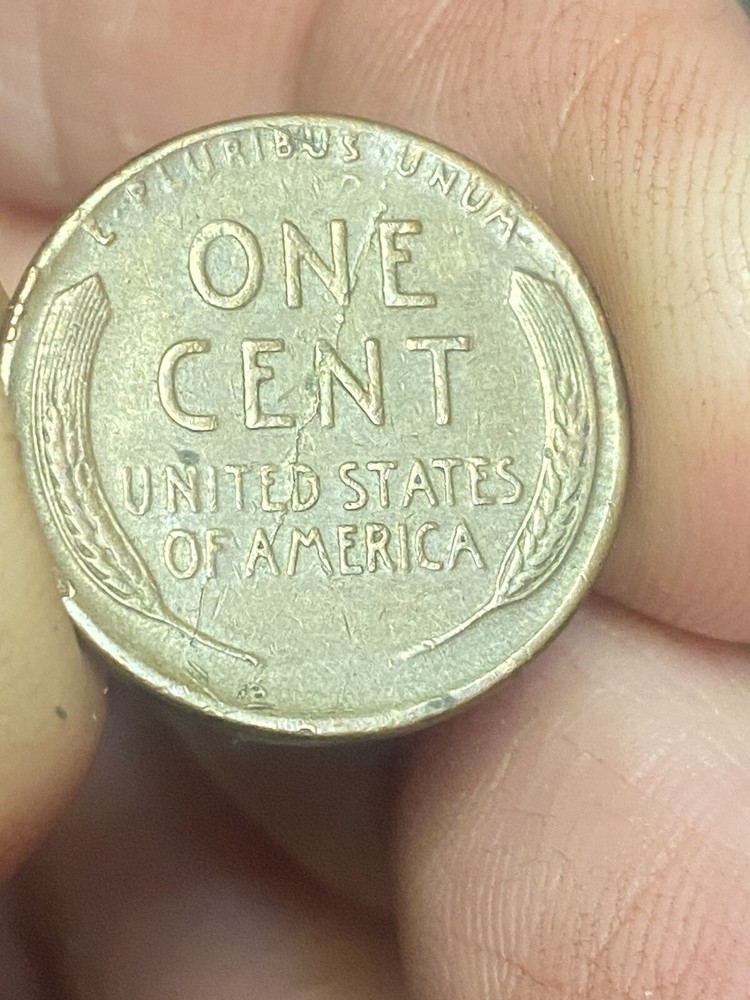 E · PLURIBUS · UNUM
ONE
CENT
UNITED STATES
OF AMERICA